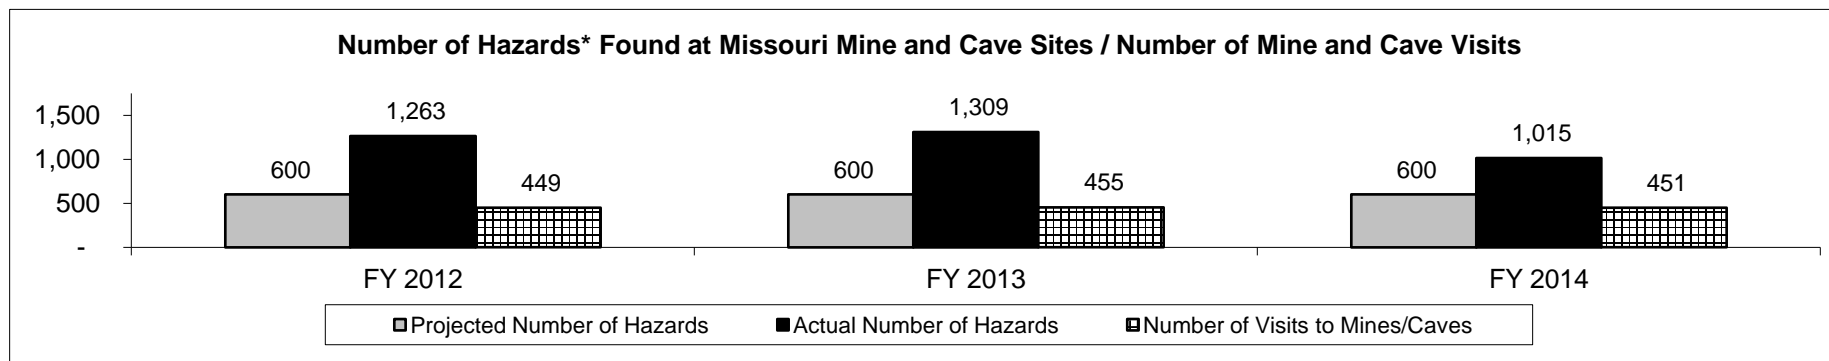 Number of Hazards* Found at Missouri Mine and Cave Sites / Number of Mine and Cave Visits
1,500
1,000
500
-
600
1,263
449
600
1,309
455
600
1,015
451
FY 2012
FY 2013
FY 2014
Projected Number of Hazards
Actual Number of Hazards
Number of Visits to Mines/Caves